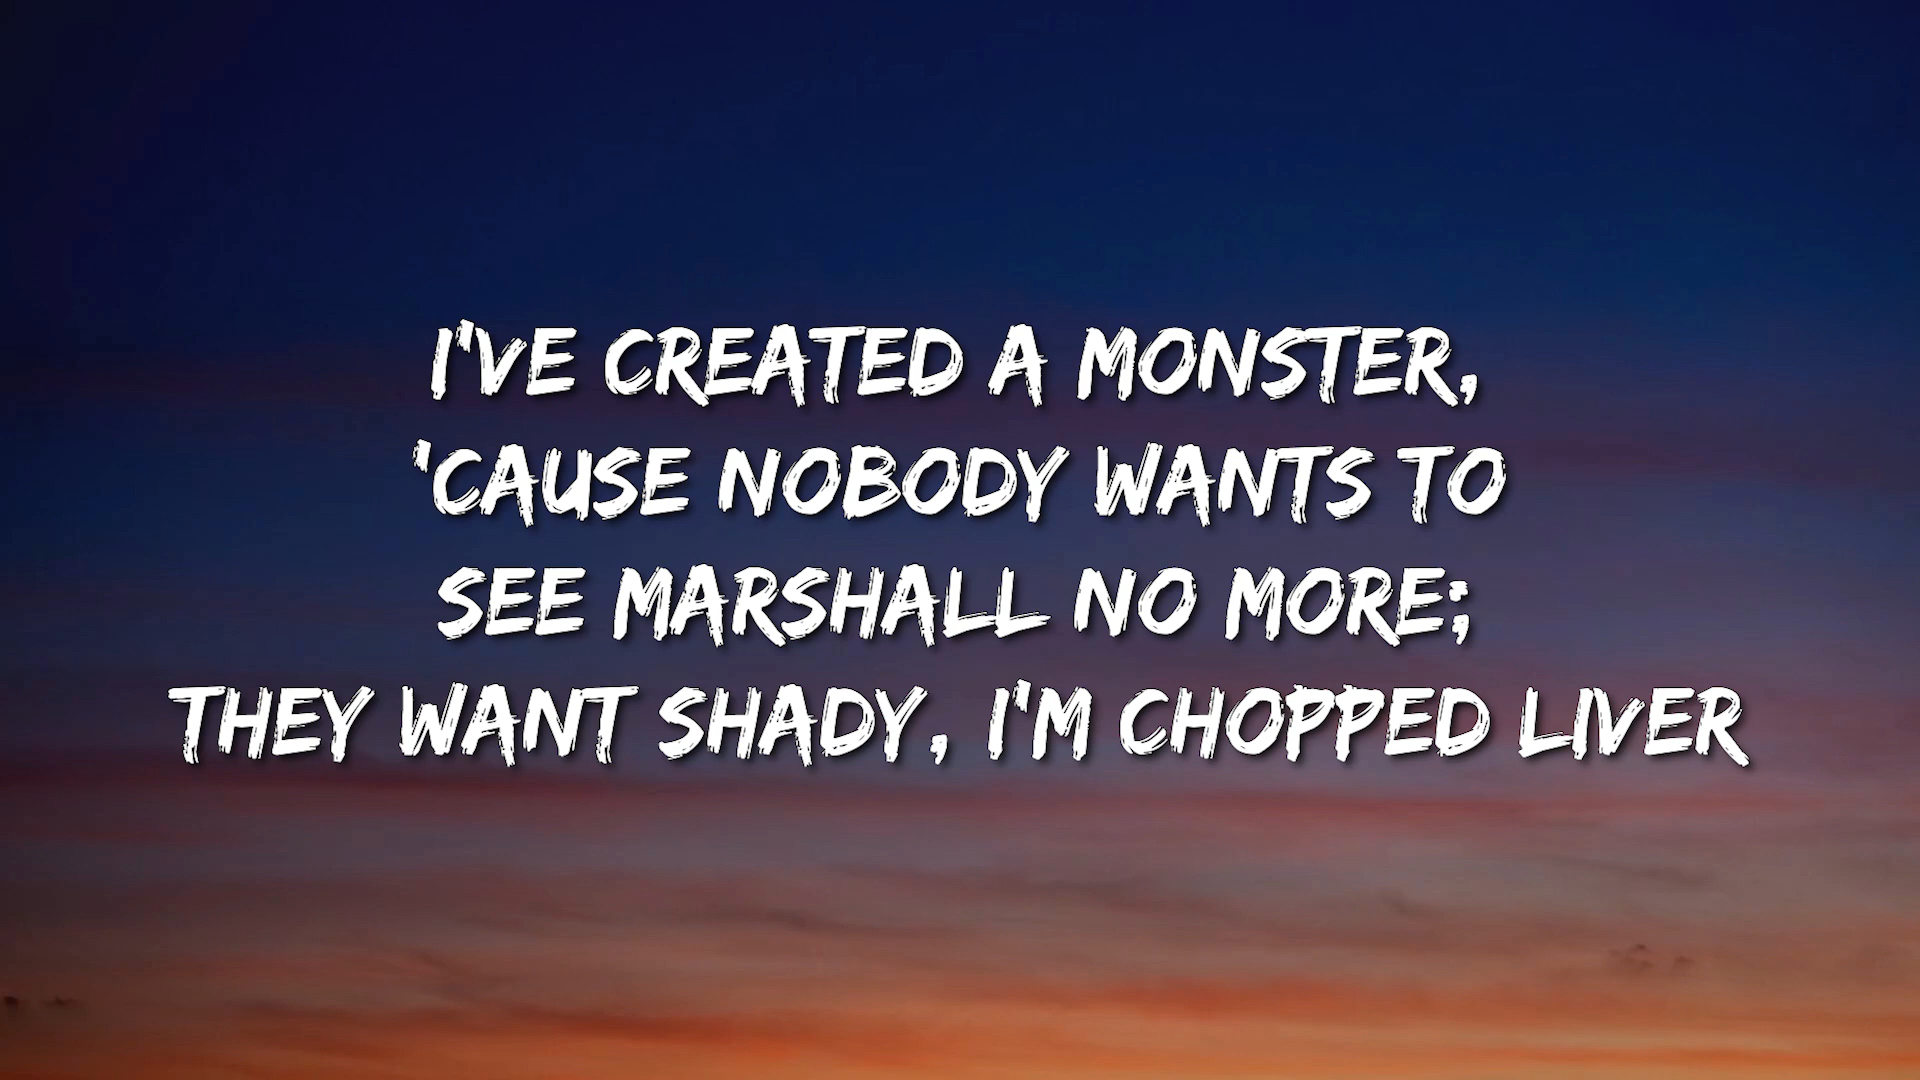 I'VE CREATED A MONSTER,
'CAUSE NOBODY WANTS TO
SEE MARSHALL NO MORE;
THEY WANT SHADY, I'M CHOPPED LIVER